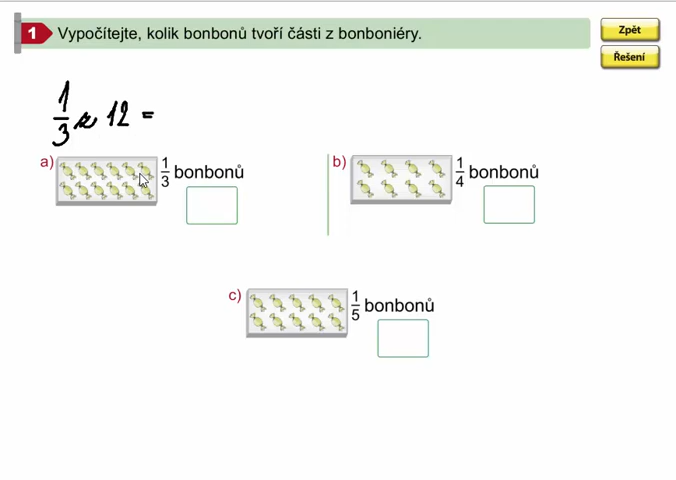 1 Vypočítejte, kolik bonbonů tvoří části z bonboniéry.
Zpět
Řešení
1/3 z 12 =
a) 1/3 bonbonů
b) 1/4 bonbonů
c) 1/5 bonbonů